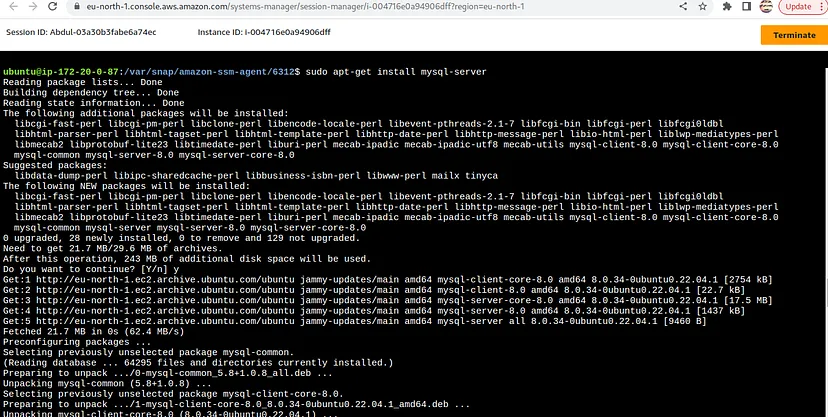 eu-north-1.console.aws.amazon.com/systems-manager/session-manager/i-004716e0a94906dff?region=eu-north-1
Update
Session ID: Abdul-03a30b3fabe6a74ec
Instance ID: i-004716e0a94906dff
Terminate
ubuntu@ip-172-20-0-87:/var/snap/amazon-ssm-agent/6312$ sudo apt-get install mysql-server
Reading package lists... Done
Building dependency tree... Done
Reading state information... Done
The following additional packages will be installed:
libcgi-fast-perl libcgi-pm-perl libclone-perl libencode-locale-perl libevent-pthreads-2.1-7 libfcgi-bin libfcgi-perl libfcgi0ldbl
libhtml-parser-perl libhtml-tagset-perl libhtml-template-perl libhttp-date-perl libhttp-message-perl libio-html-perl liblwp-mediatypes-perl
libmecab2 libprotobuf-lite23 libtimedate-perl liburi-perl mecab-ipadic mecab-ipadic-utf8 mecab-utils mysql-client-8.0 mysql-client-core-8.0
mysql-common mysql-server-8.0 mysql-server-core-8.0
Suggested packages:
libdata-dump-perl libipc-sharedcache-perl libbusiness-isbn-perl libwww-perl mailx tinyca
The following NEW packages will be installed:
libcgi-fast-perl libcgi-pm-perl libclone-perl libencode-locale-perl libevent-pthreads-2.1-7 libfcgi-bin libfcgi-perl libfcgi0ldbl
libhtml-parser-perl libhtml-tagset-perl libhtml-template-perl libhttp-date-perl libhttp-message-perl libio-html-perl liblwp-mediatypes-perl
libmecab2 libprotobuf-lite23 libtimedate-perl liburi-perl mecab-ipadic mecab-ipadic-utf8 mecab-utils mysql-client-8.0 mysql-client-core-8.0
mysql-common mysql-server mysql-server-8.0 mysql-server-core-8.0
0 upgraded, 28 newly installed, 0 to remove and 129 not upgraded.
Need to get 21.7 MB/29.6 MB of archives.
After this operation, 243 MB of additional disk space will be used.
Do you want to continue? [Y/n] y
Get:1 http://eu-north-1.ec2.archive.ubuntu.com/ubuntu jammy-updates/main amd64 mysql-client-core-8.0 amd64 8.0.34-0ubuntu0.22.04.1 [2754 kB]
Get:2 http://eu-north-1.ec2.archive.ubuntu.com/ubuntu jammy-updates/main amd64 mysql-client-8.0 amd64 8.0.34-0ubuntu0.22.04.1 [22.7 kB]
Get:3 http://eu-north-1.ec2.archive.ubuntu.com/ubuntu jammy-updates/main amd64 mysql-server-core-8.0 amd64 8.0.34-0ubuntu0.22.04.1 [17.5 MB]
Get:4 http://eu-north-1.ec2.archive.ubuntu.com/ubuntu jammy-updates/main amd64 mysql-server-8.0 amd64 8.0.34-0ubuntu0.22.04.1 [1437 kB]
Get:5 http://eu-north-1.ec2.archive.ubuntu.com/ubuntu jammy-updates/main amd64 mysql-server all 8.0.34-0ubuntu0.22.04.1 [9460 B]
Fetched 21.7 MB in 0s (62.4 MB/s)
Preconfiguring packages ...
Selecting previously unselected package mysql-common.
(Reading database ... 64295 files and directories currently installed.)
Preparing to unpack .../0-mysql-common_5.8+1.0.8_all.deb ...
Unpacking mysql-common (5.8+1.0.8) ...
Selecting previously unselected package mysql-client-core-8.0.
Preparing to unpack .../1-mysql-client-core-8.0_8.0.34-0ubuntu0.22.04.1_amd64.deb ...
Unpacking mysql-client-core-8.0 (8.0.34-0ubuntu0.22.04.1) ...